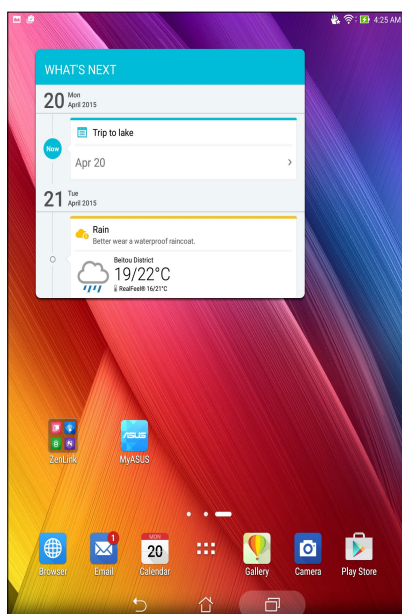 4:25 AM
WHAT'S NEXT
20 Mon
April 2015
Trip to lake
Now
Apr 20
21 Tue
April 2015
Rain
Better wear a waterproof raincoat.
Beitou District
19/22°C
RealFeel® 16/21°C
ASUS
ZenLink
MyASUS
1
MON
20
Browser
Email
Calendar
Gallery
Camera
Play Store